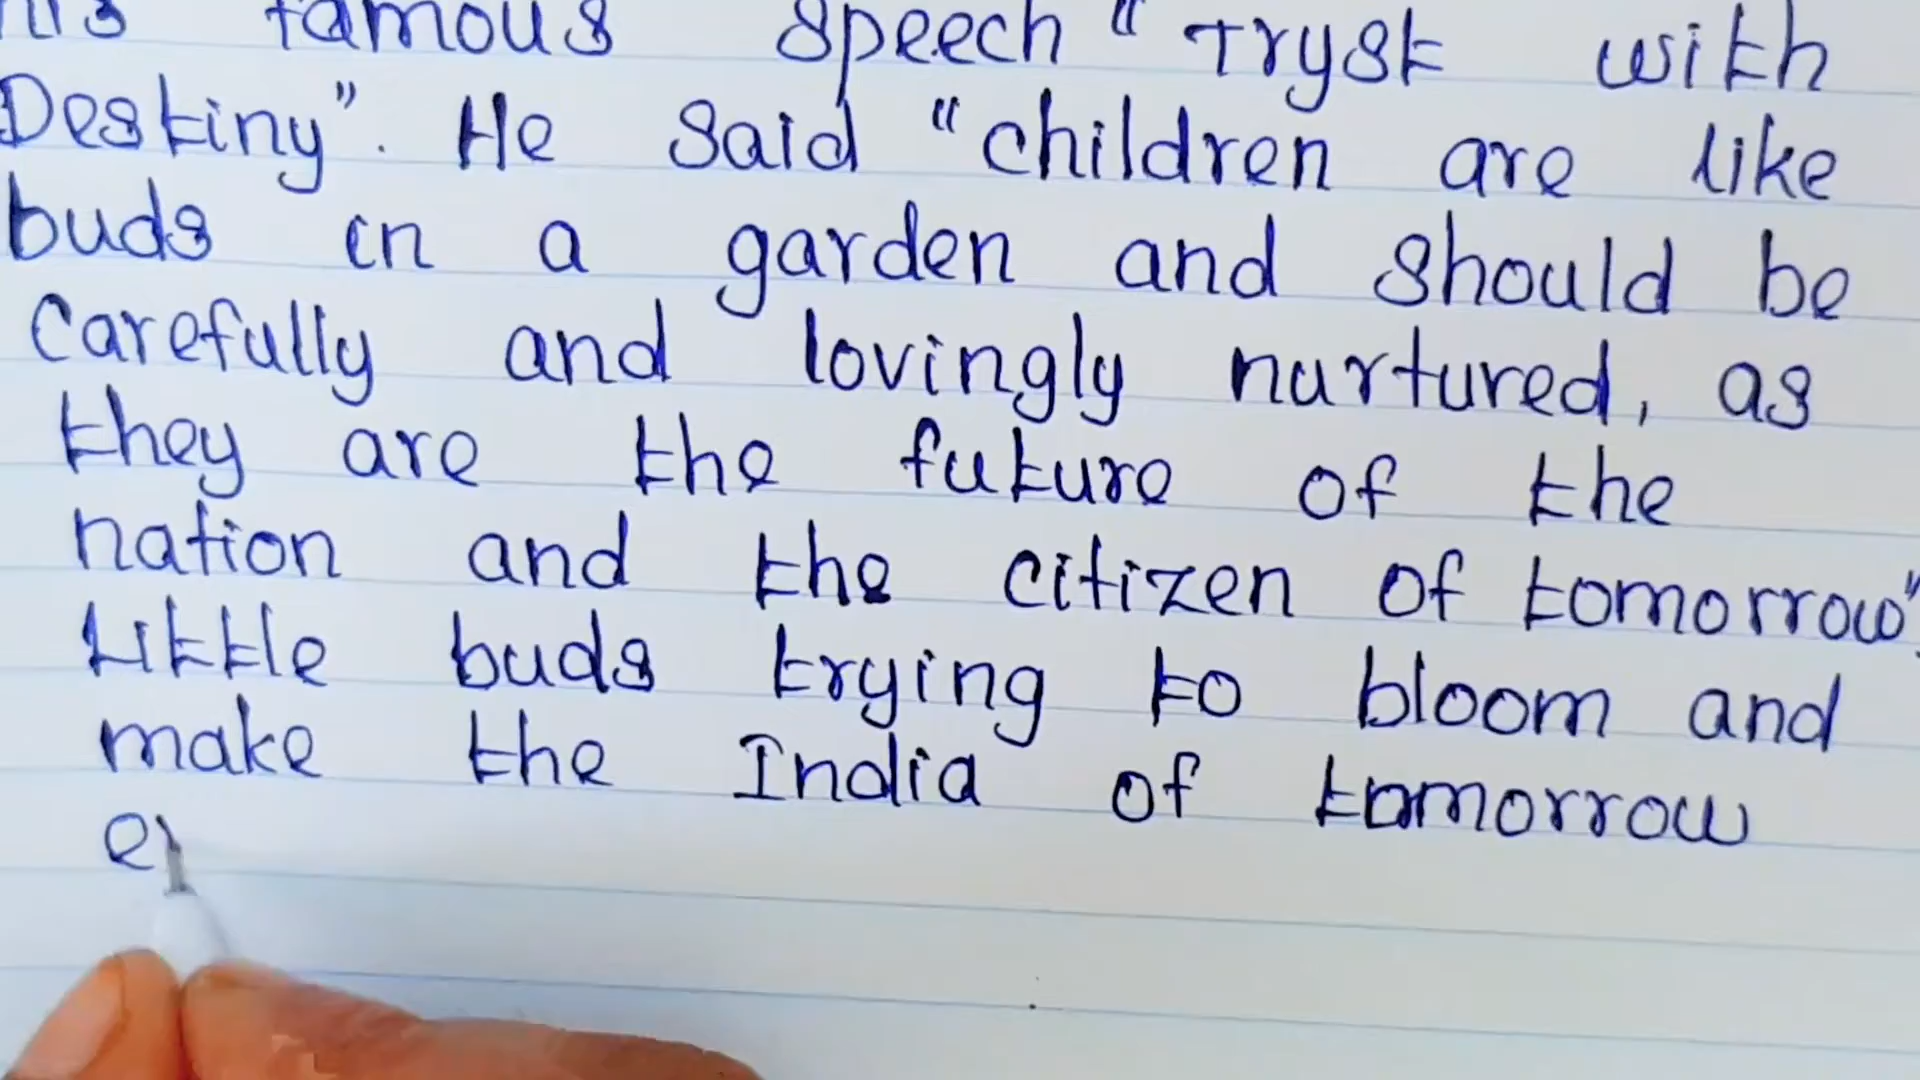 his famous speech "Tryst with
Destiny". He said "children are like
buds in a garden and should be
carefully and lovingly nurtured, as
they are the future of the
nation and the citizen of tomorrow".
Little buds trying to bloom and
make the India of tomorrow